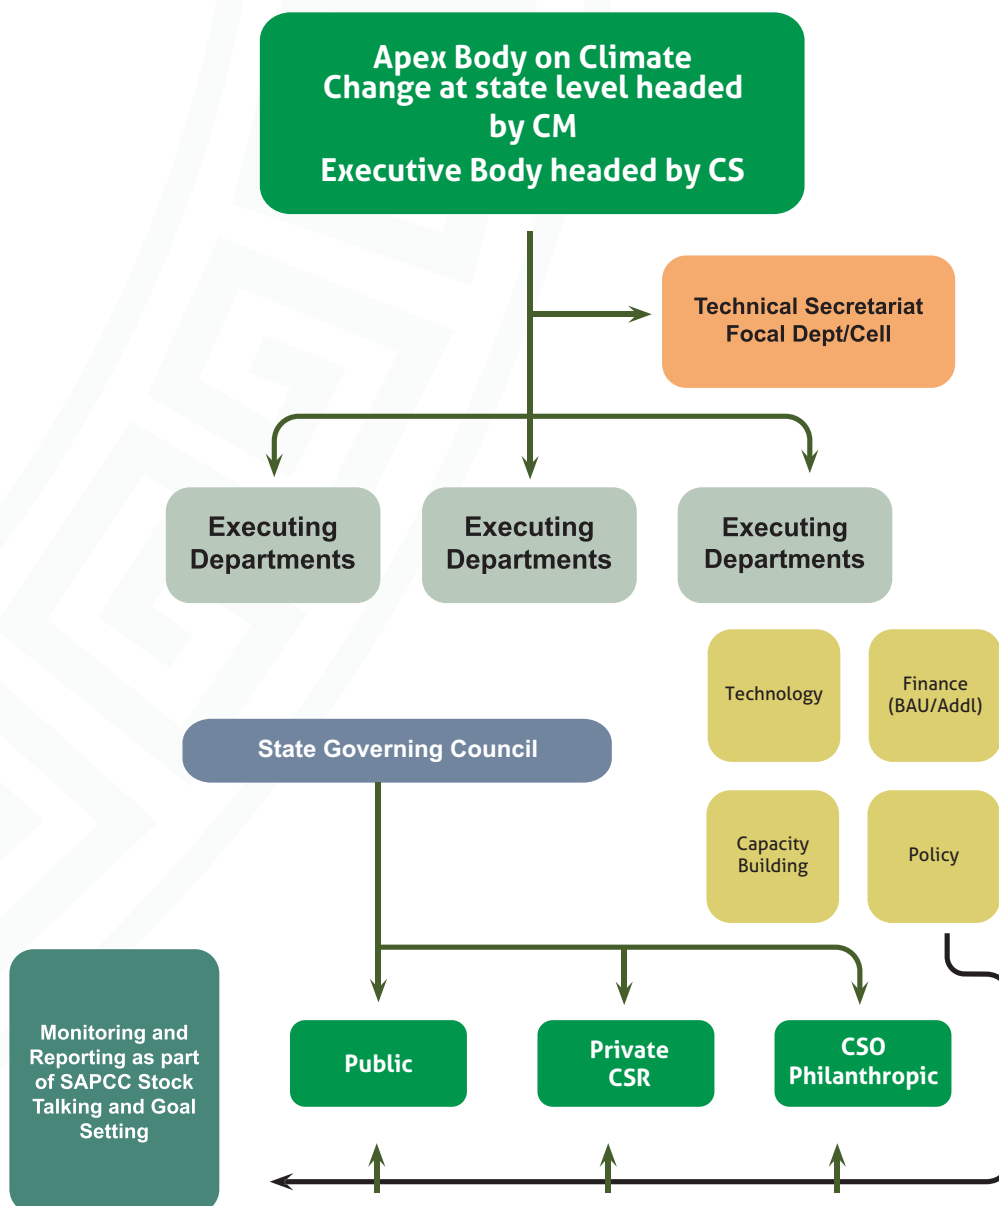 Apex Body on Climate
Change at state level headed
by CM
Executive Body headed by CS
Technical Secretariat
Focal Dept/Cell
Executing
Departments
Executing
Departments
Executing
Departments
Technology
Finance
(BAU/Addl)
State Governing Council
Capacity
Building
Policy
Monitoring and
Reporting as part
of SAPCC Stock
Talking and Goal
Setting
Public
Private
CSR
CSO
Philanthropic